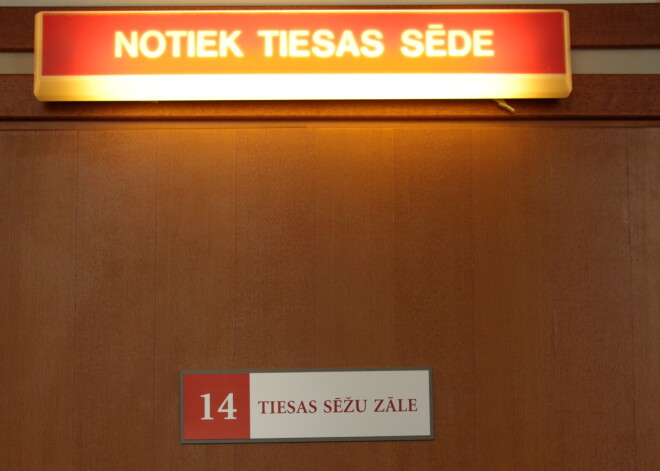 NOTIEK TIESAS SĒDE
14 TIESAS SĒŽU ZĀLE